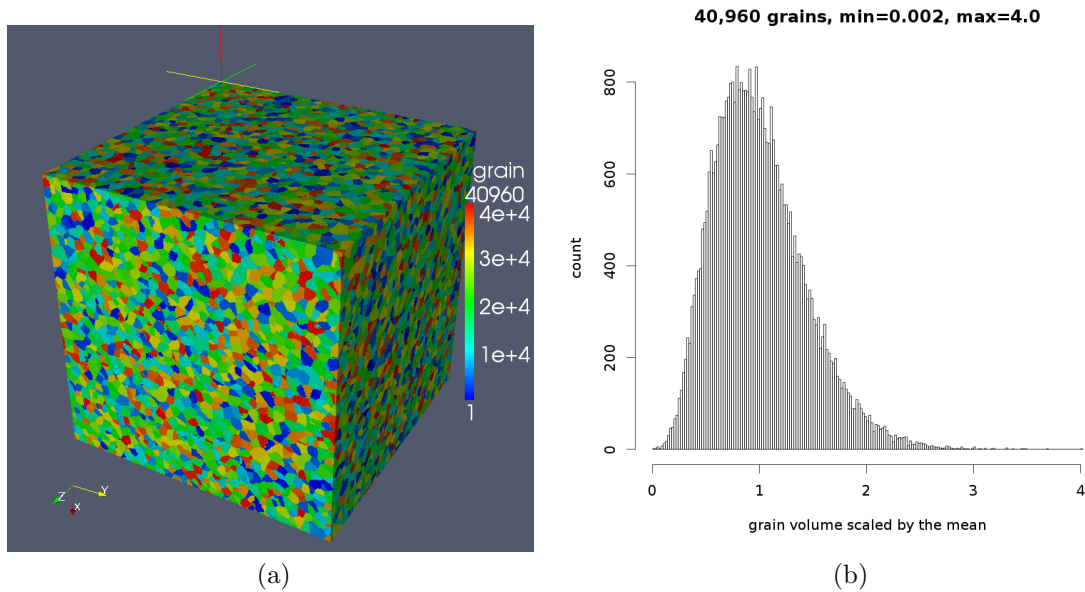 grain
40960
4e+4
3e+4
2e+4
1e+4
1
Z
Y
x
(a)
40,960 grains, min=0.002, max=4.0
count
800
600
400
200
0
0 1 2 3 4
grain volume scaled by the mean
(b)